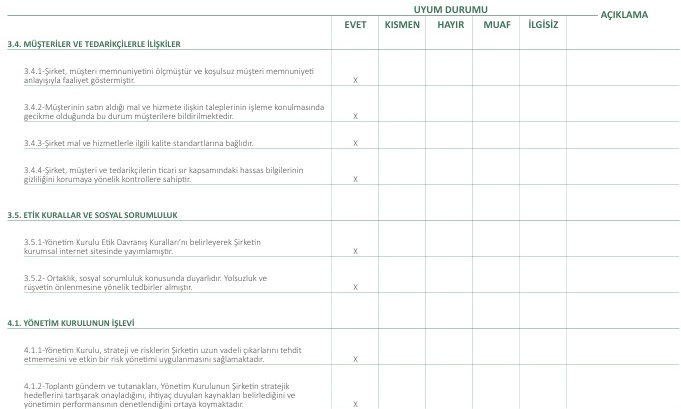 UYUM DURUMU
AÇIKLAMA
EVET KISMEN HAYIR MUAF İLGİSİZ
3.4. MÜŞTERİLER VE TEDARİKÇİLERLE İLİŞKİLER
3.4.1-Şirket, müşteri memnuniyetini ölçmüştür ve koşulsuz müşteri memnuniyeti
anlayışıyla faaliyet göstermiştir. X
3.4.2-Müşterinin satın aldığı mal ve hizmete ilişkin taleplerinin işleme konulmasında
gecikme olduğunda bu durum müşterilere bildirilmektedir. X
3.4.3-Şirket mal ve hizmetlerle ilgili kalite standartlarına bağlıdır. X
3.4.4-Şirket, müşteri ve tedarikçilerin ticari sır kapsamındaki hassas bilgilerinin
gizliliğini korumaya yönelik kontrollere sahiptir. X
3.5. ETİK KURALLAR VE SOSYAL SORUMLULUK
3.5.1-Yönetim Kurulu Etik Davranış Kuralları'nı belirleyerek Şirketin
kurumsal internet sitesinde yayımlamıştır. X
3.5.2- Ortaklık, sosyal sorumluluk konusunda duyarlıdır. Yolsuzluk ve
rüşvetin önlenmesine yönelik tedbirler almıştır. X
4.1. YÖNETİM KURULUNUN İŞLEVİ
4.1.1-Yönetim Kurulu, strateji ve risklerin Şirketin uzun vadeli çıkarlarını tehdit
etmemesini ve etkin bir risk yönetimi uygulanmasını sağlamaktadır. X
4.1.2-Toplantı gündem ve tutanakları, Yönetim Kurulunun Şirketin stratejik
hedeflerini tartışarak onayladığını, ihtiyaç duyulan kaynakları belirlediğini ve
yönetimin performansının denetlendiğini ortaya koymaktadır. X